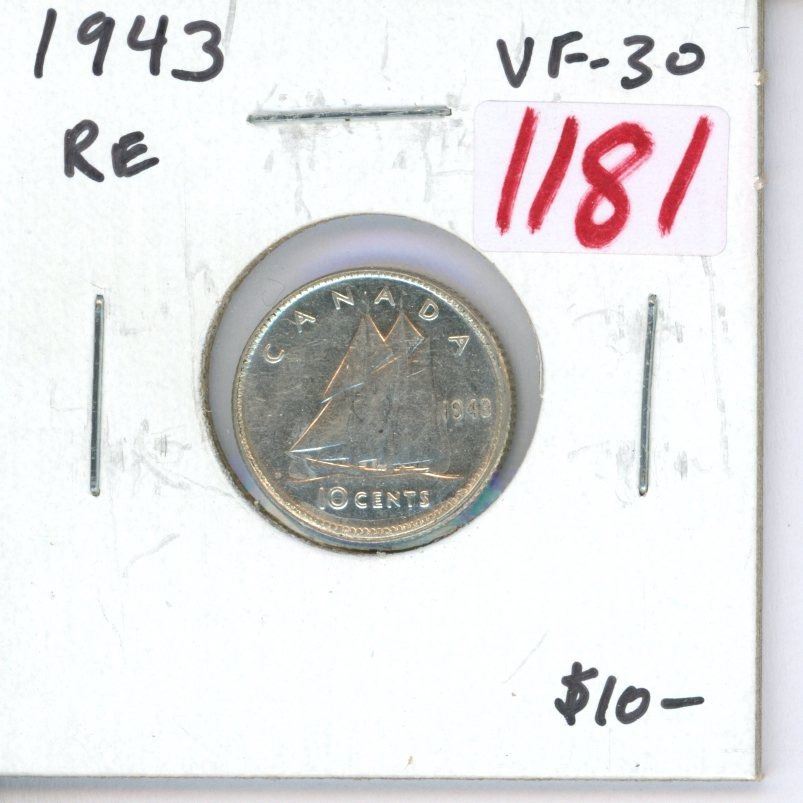 1943
VF-30
RE
1181
CANADA
1943
10 CENTS
$10-